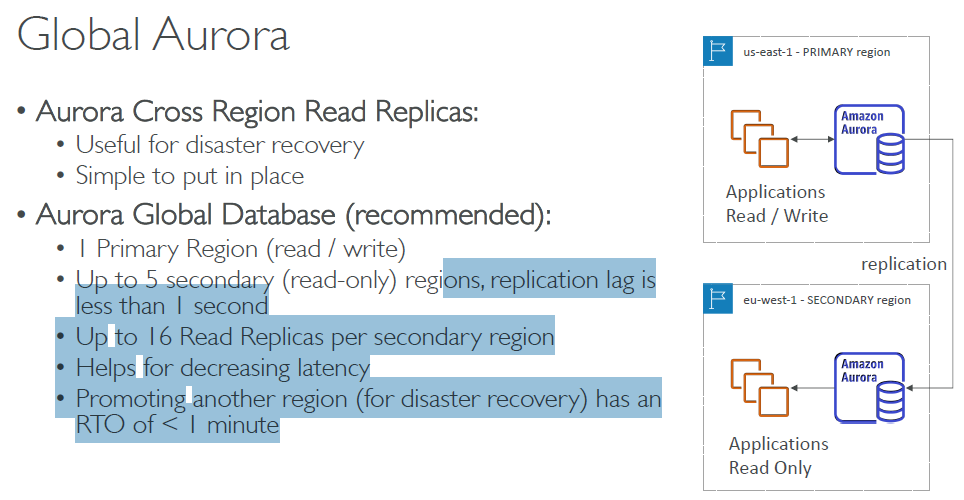 Global Aurora
• Aurora Cross Region Read Replicas:
• Useful for disaster recovery
• Simple to put in place
• Aurora Global Database (recommended):
• 1 Primary Region (read / write)
• Up to 5 secondary (read-only) regions, replication lag is
less than 1 second
• Up to 16 Read Replicas per secondary region
• Helps for decreasing latency
• Promoting another region (for disaster recovery) has an
RTO of < 1 minute
us-east-1 - PRIMARY region
Amazon
Aurora
Applications
Read / Write
replication
eu-west-1 - SECONDARY region
Amazon
Aurora
Applications
Read Only